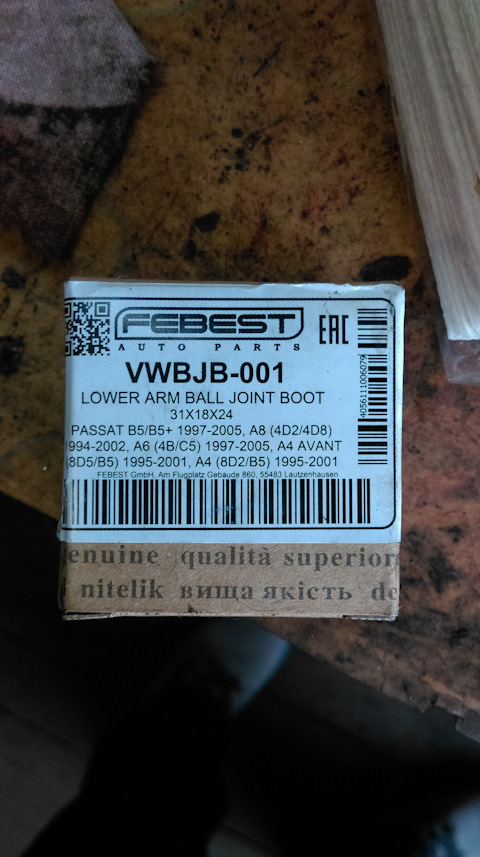 FEBEST
AUTO PARTS
EAC
VWBJB-001
LOWER ARM BALL JOINT BOOT
31X18X24
PASSAT B5/B5+ 1997-2005, A8 (4D2/4D8)
1994-2002, A6 (4B/C5) 1997-2005, A4 AVANT
(8D5/B5) 1995-2001, A4 (8D2/B5) 1995-2001
FEBEST GmbH, Am Flugplatz Gebaude 860, 55483 Lautzenhausen
4056111006079
enuine qualità superior
nitelik вища якість de